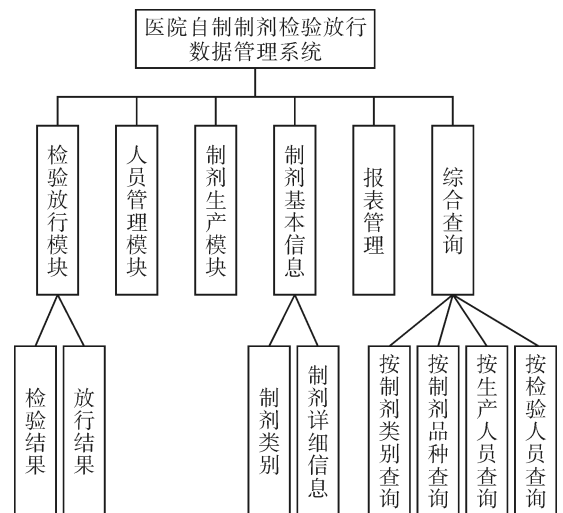 医院自制制剂检验放行
数据管理系统
检验放行模块
人员管理模块
制剂生产模块
制剂基本信息
报表管理
综合查询
检验结果
放行结果
制剂类别
制剂详细信息
按制剂类别查询
按制剂品种查询
按生产人员查询
按检验人员查询